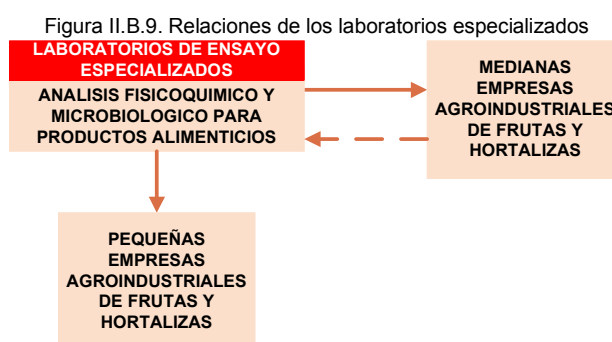 Figura II.B.9. Relaciones de los laboratorios especializados
LABORATORIOS DE ENSAYO
ESPECIALIZADOS
ANALISIS FISICOQUIMICO Y
MICROBIOLOGICO PARA
PRODUCTOS ALIMENTICIOS
MEDIANAS
EMPRESAS
AGROINDUSTRIALES
DE FRUTAS Y
HORTALIZAS
PEQUEÑAS
EMPRESAS
AGROINDUSTRIALES
DE FRUTAS Y
HORTALIZAS